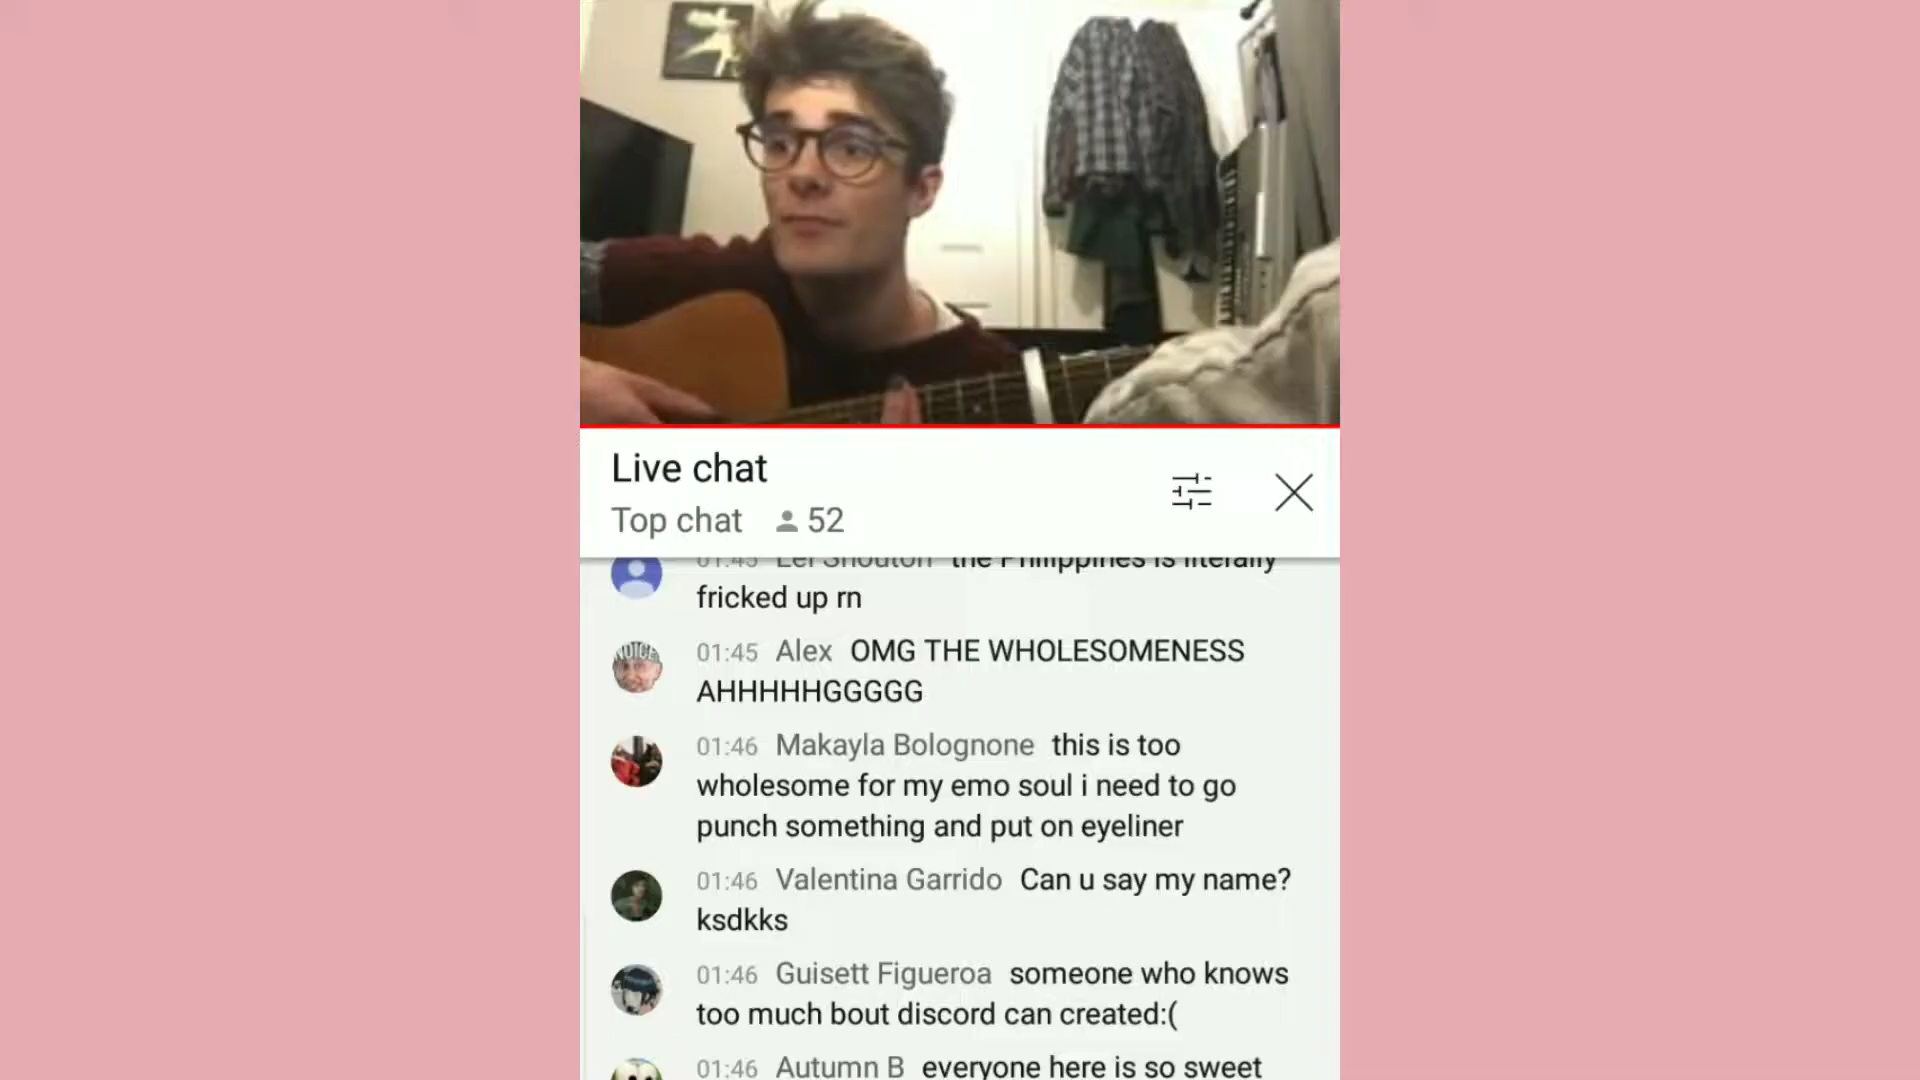 Live chat
Top chat 52
01:45 Lei Shouton the Philippines is literally
fricked up rn
NOICE
01:45 Alex OMG THE WHOLESOMENESS
AHHHHHGGGGG
01:46 Makayla Bolognone this is too
wholesome for my emo soul i need to go
punch something and put on eyeliner
01:46 Valentina Garrido Can u say my name?
ksdkks
01:46 Guisett Figueroa someone who knows
too much bout discord can created:(
01:46 Autumn B everyone here is so sweet